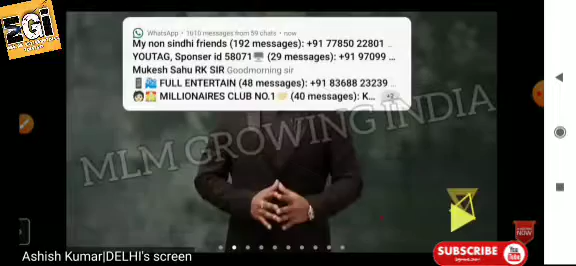 MGi
WhatsApp • 1610 messages from 59 chats • now
My non sindhi friends (192 messages): +91 77850 22801 ...
YOUTAG, Sponser id 58071🖥️ (29 messages): +91 97099 ...
Mukesh Sahu RK SIR Goodmorning sir
📱🏊 FULL ENTERTAIN (48 messages): +91 83688 23239 ...
MILLIONAIRES CLUB NO.1 (40 messages): K... +2
MLM GROWING INDIA
Ashish Kumar|DELHI's screen
SUBSCRIBE
NOW